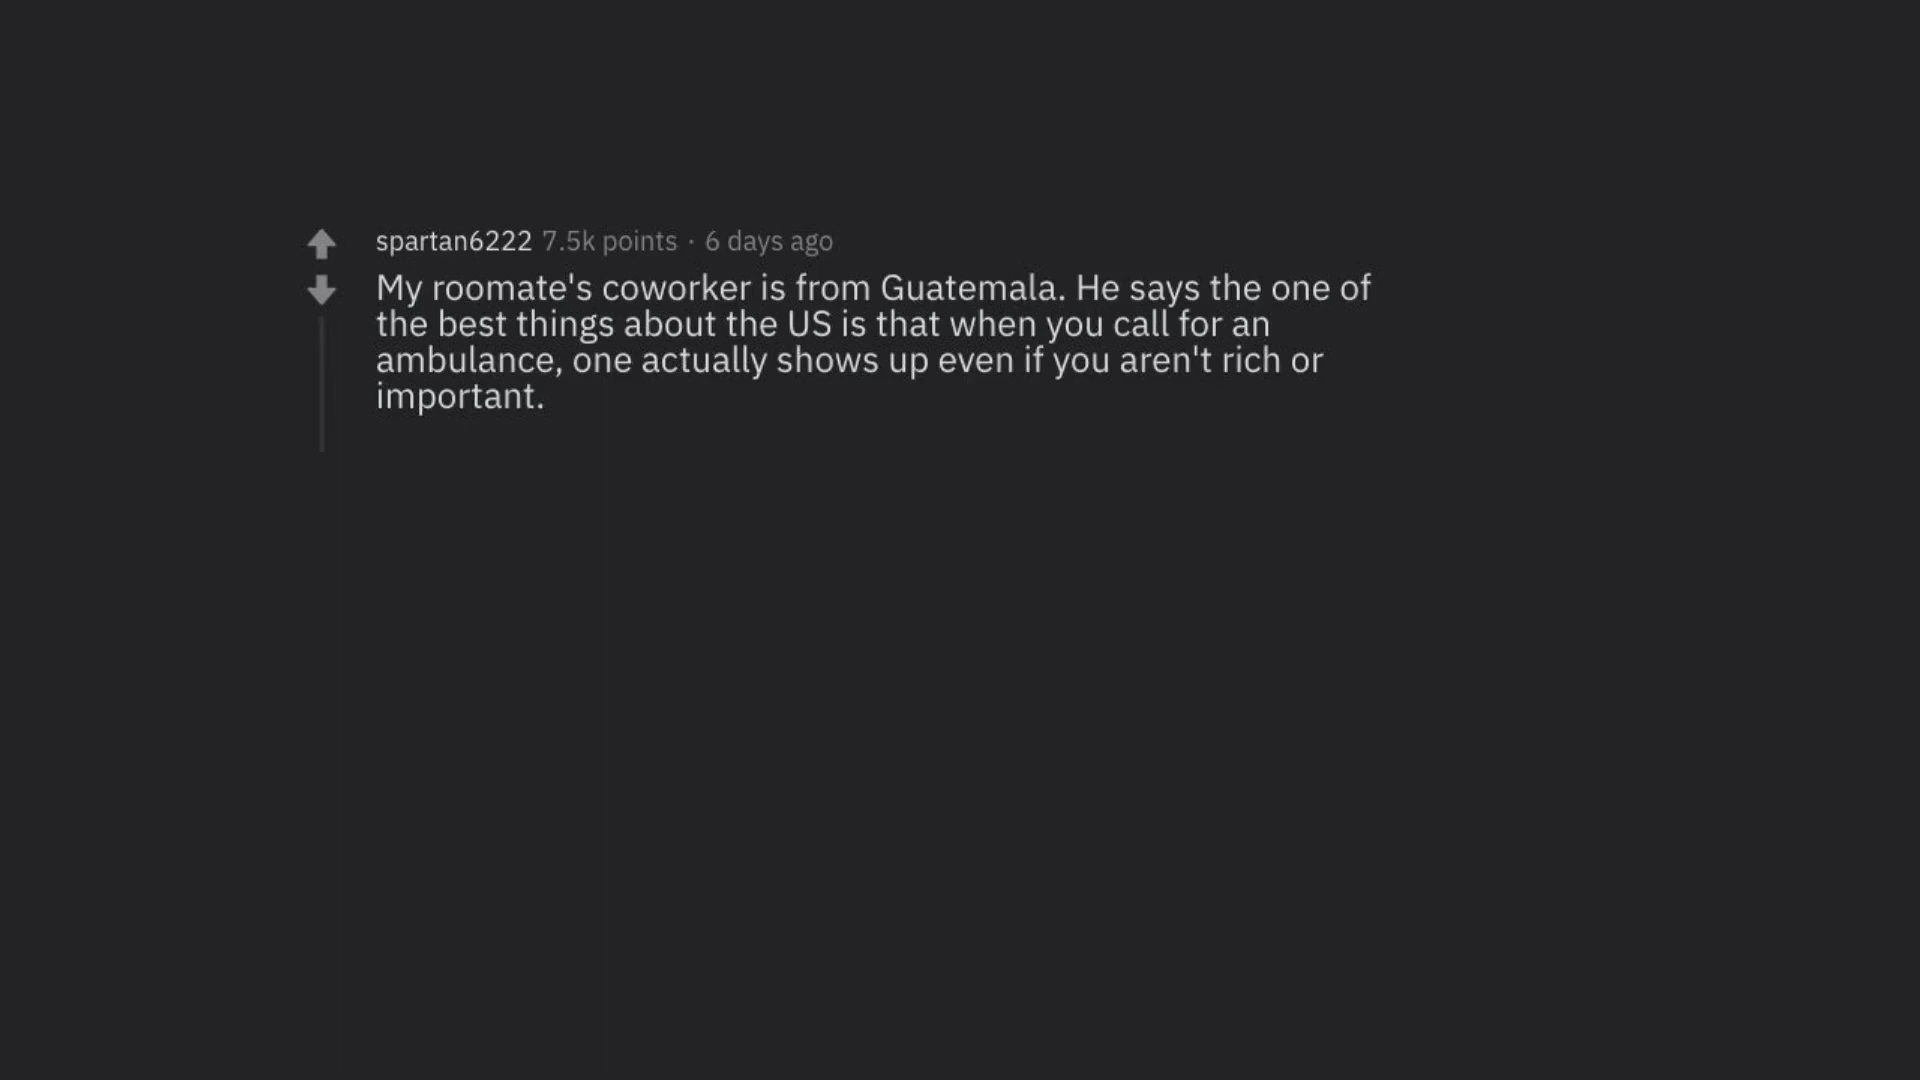 spartan6222 7.5k points · 6 days ago
My roomate's coworker is from Guatemala. He says the one of
the best things about the US is that when you call for an
ambulance, one actually shows up even if you aren't rich or
important.